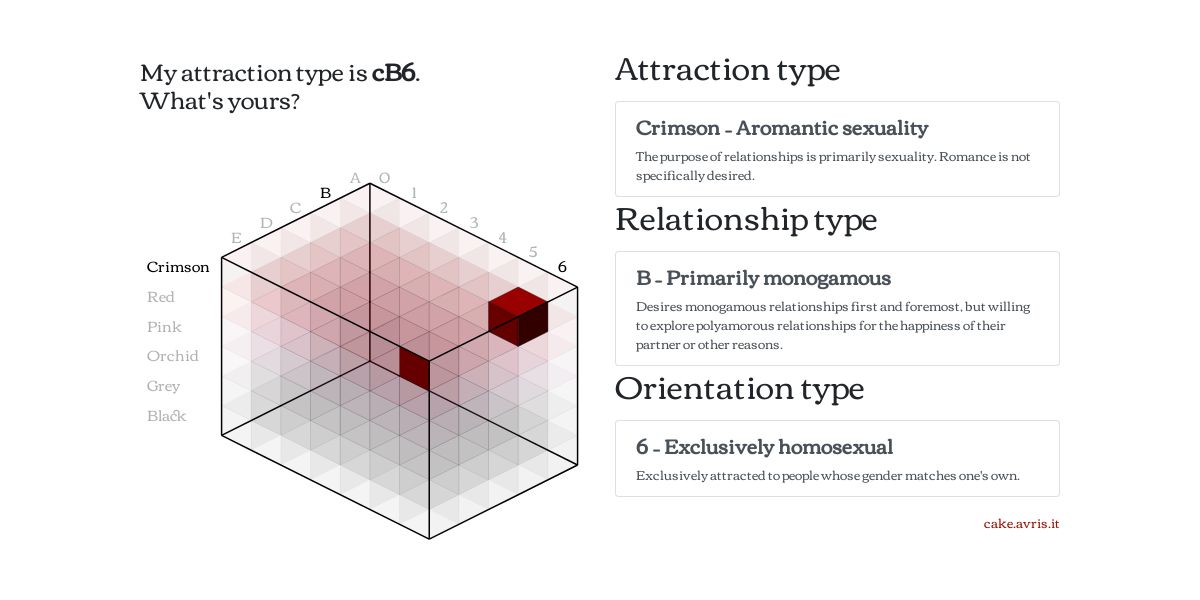 My attraction type is cB6.
What's yours?
A O
B 1
C 2
D 3
E 4
5
6
Crimson
Red
Pink
Orchid
Grey
Black
Attraction type
Crimson - Aromantic sexuality
The purpose of relationships is primarily sexuality. Romance is not
specifically desired.
Relationship type
B - Primarily monogamous
Desires monogamous relationships first and foremost, but willing
to explore polyamorous relationships for the happiness of their
partner or other reasons.
Orientation type
6 - Exclusively homosexual
Exclusively attracted to people whose gender matches one's own.
cake.avris.it